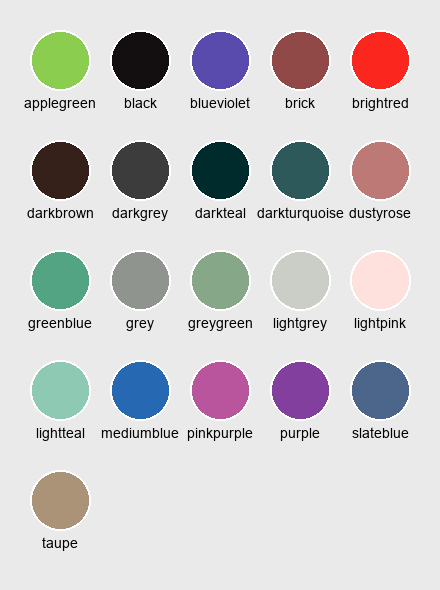 applegreen black blueviolet brick brightred
darkbrown darkgrey darkteal darkturquoise dustyrose
greenblue grey greygreen lightgrey lightpink
lightteal mediumblue pinkpurple purple slateblue
taupe